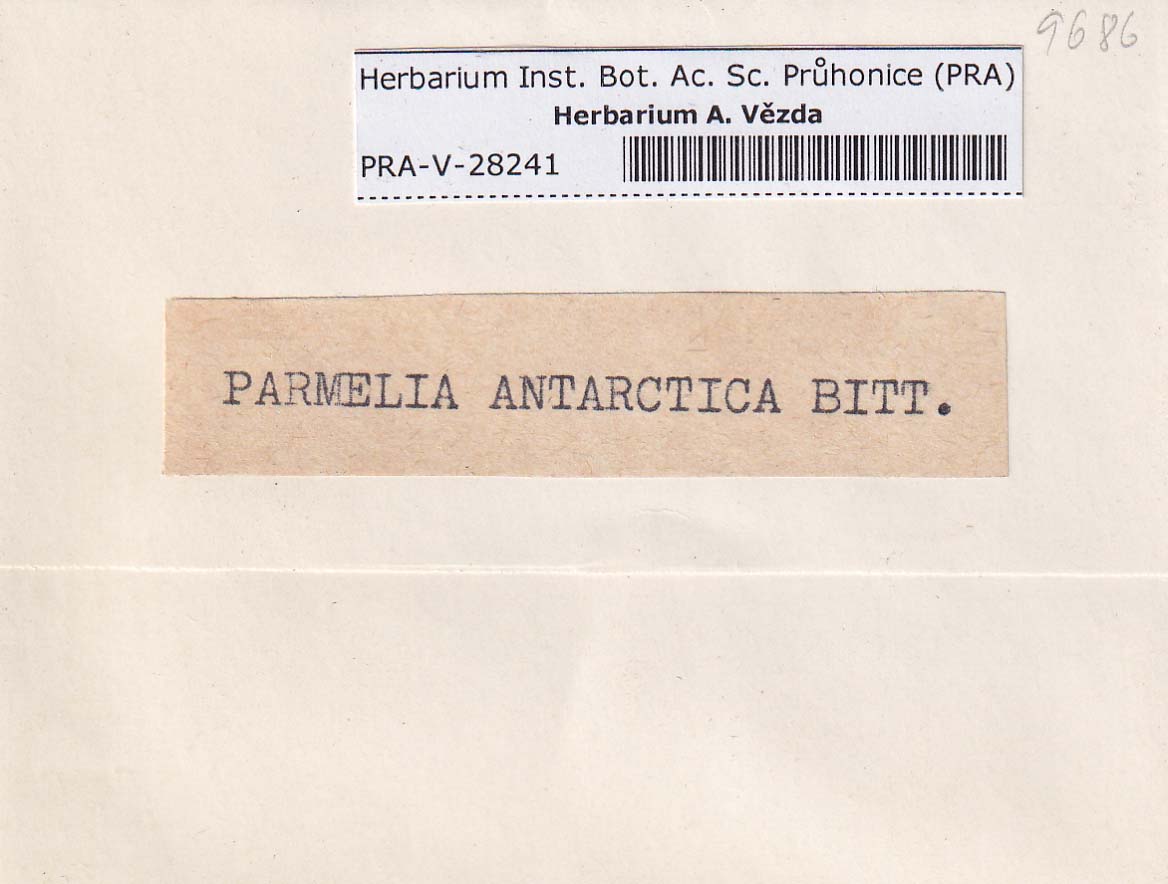 9686
Herbarium Inst. Bot. Ac. Sc. Průhonice (PRA)
Herbarium A. Vězda
PRA-V-28241
PARMELIA ANTARCTICA BITT.